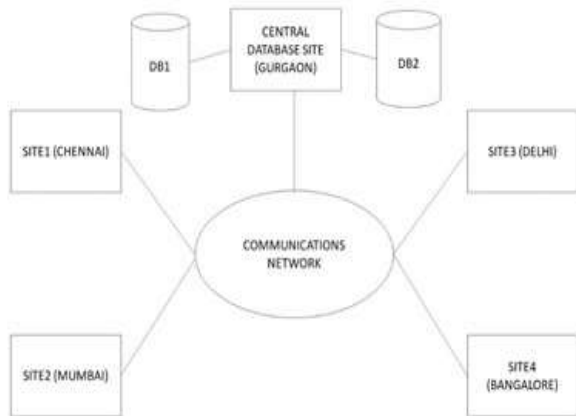 CENTRAL
DATABASE SITE
(GURGAON)
DB1
DB2
SITE1 (CHENNAI)
SITE3 (DELHI)
COMMUNICATIONS
NETWORK
SITE2 (MUMBAI)
SITE4
(BANGALORE)